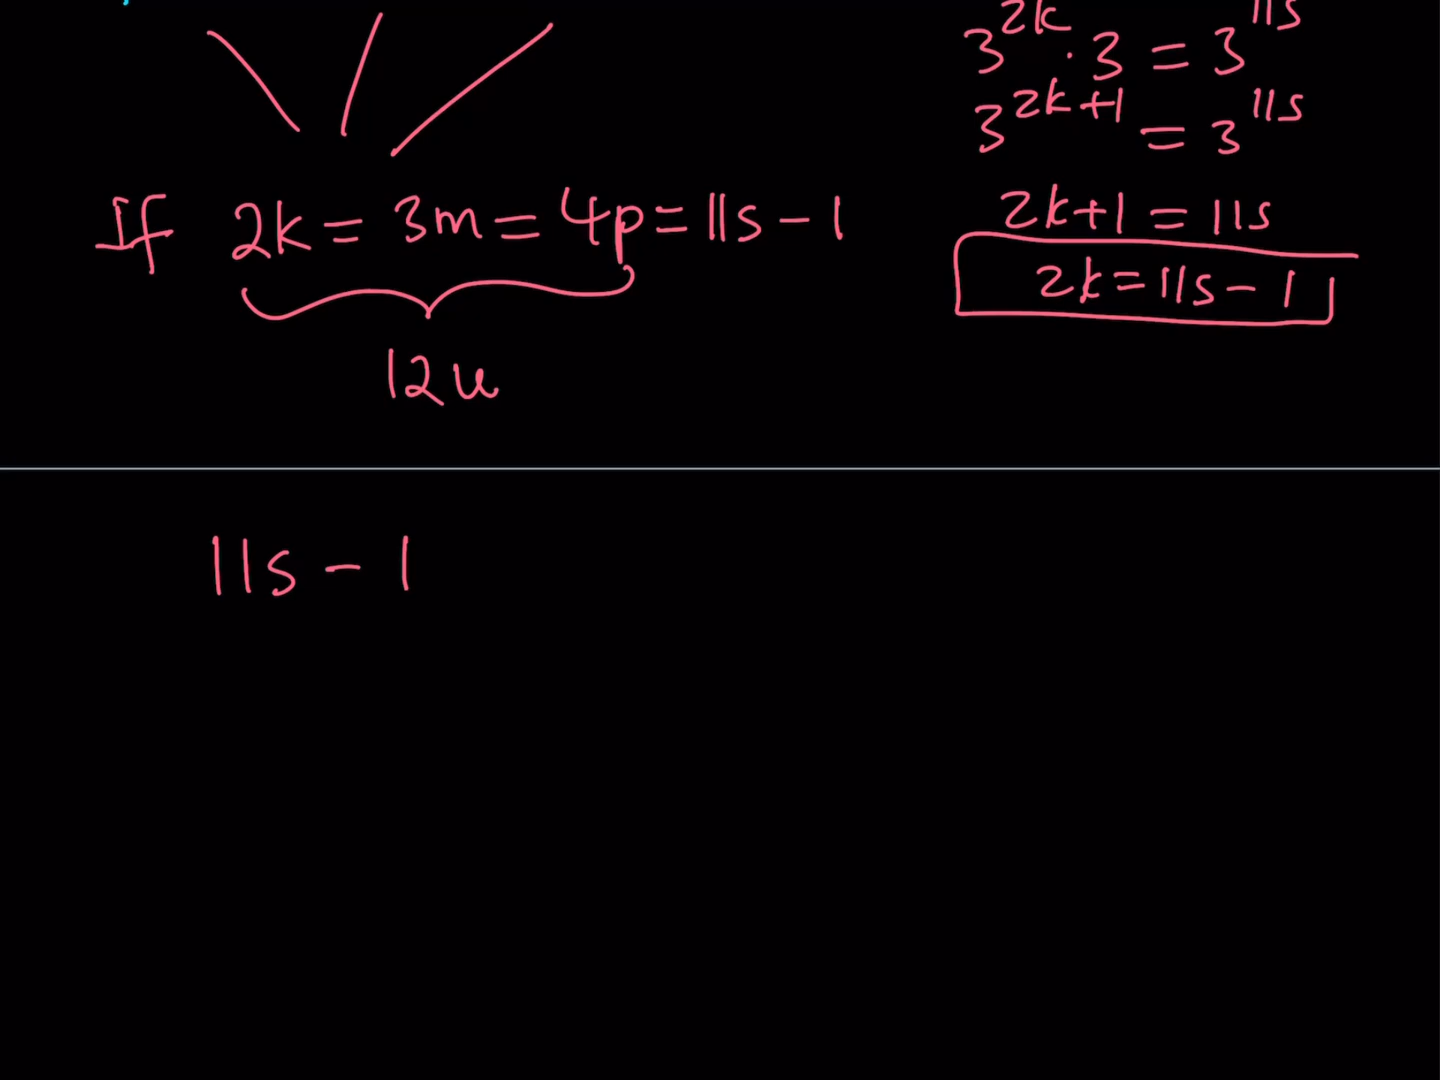 3^{2k} · 3 = 3^{11s}
3^{2k+1} = 3^{11s}
2k+1 = 11s
2k = 11s - 1
If 2k = 3m = 4p = 11s - 1
12u
11s - 1